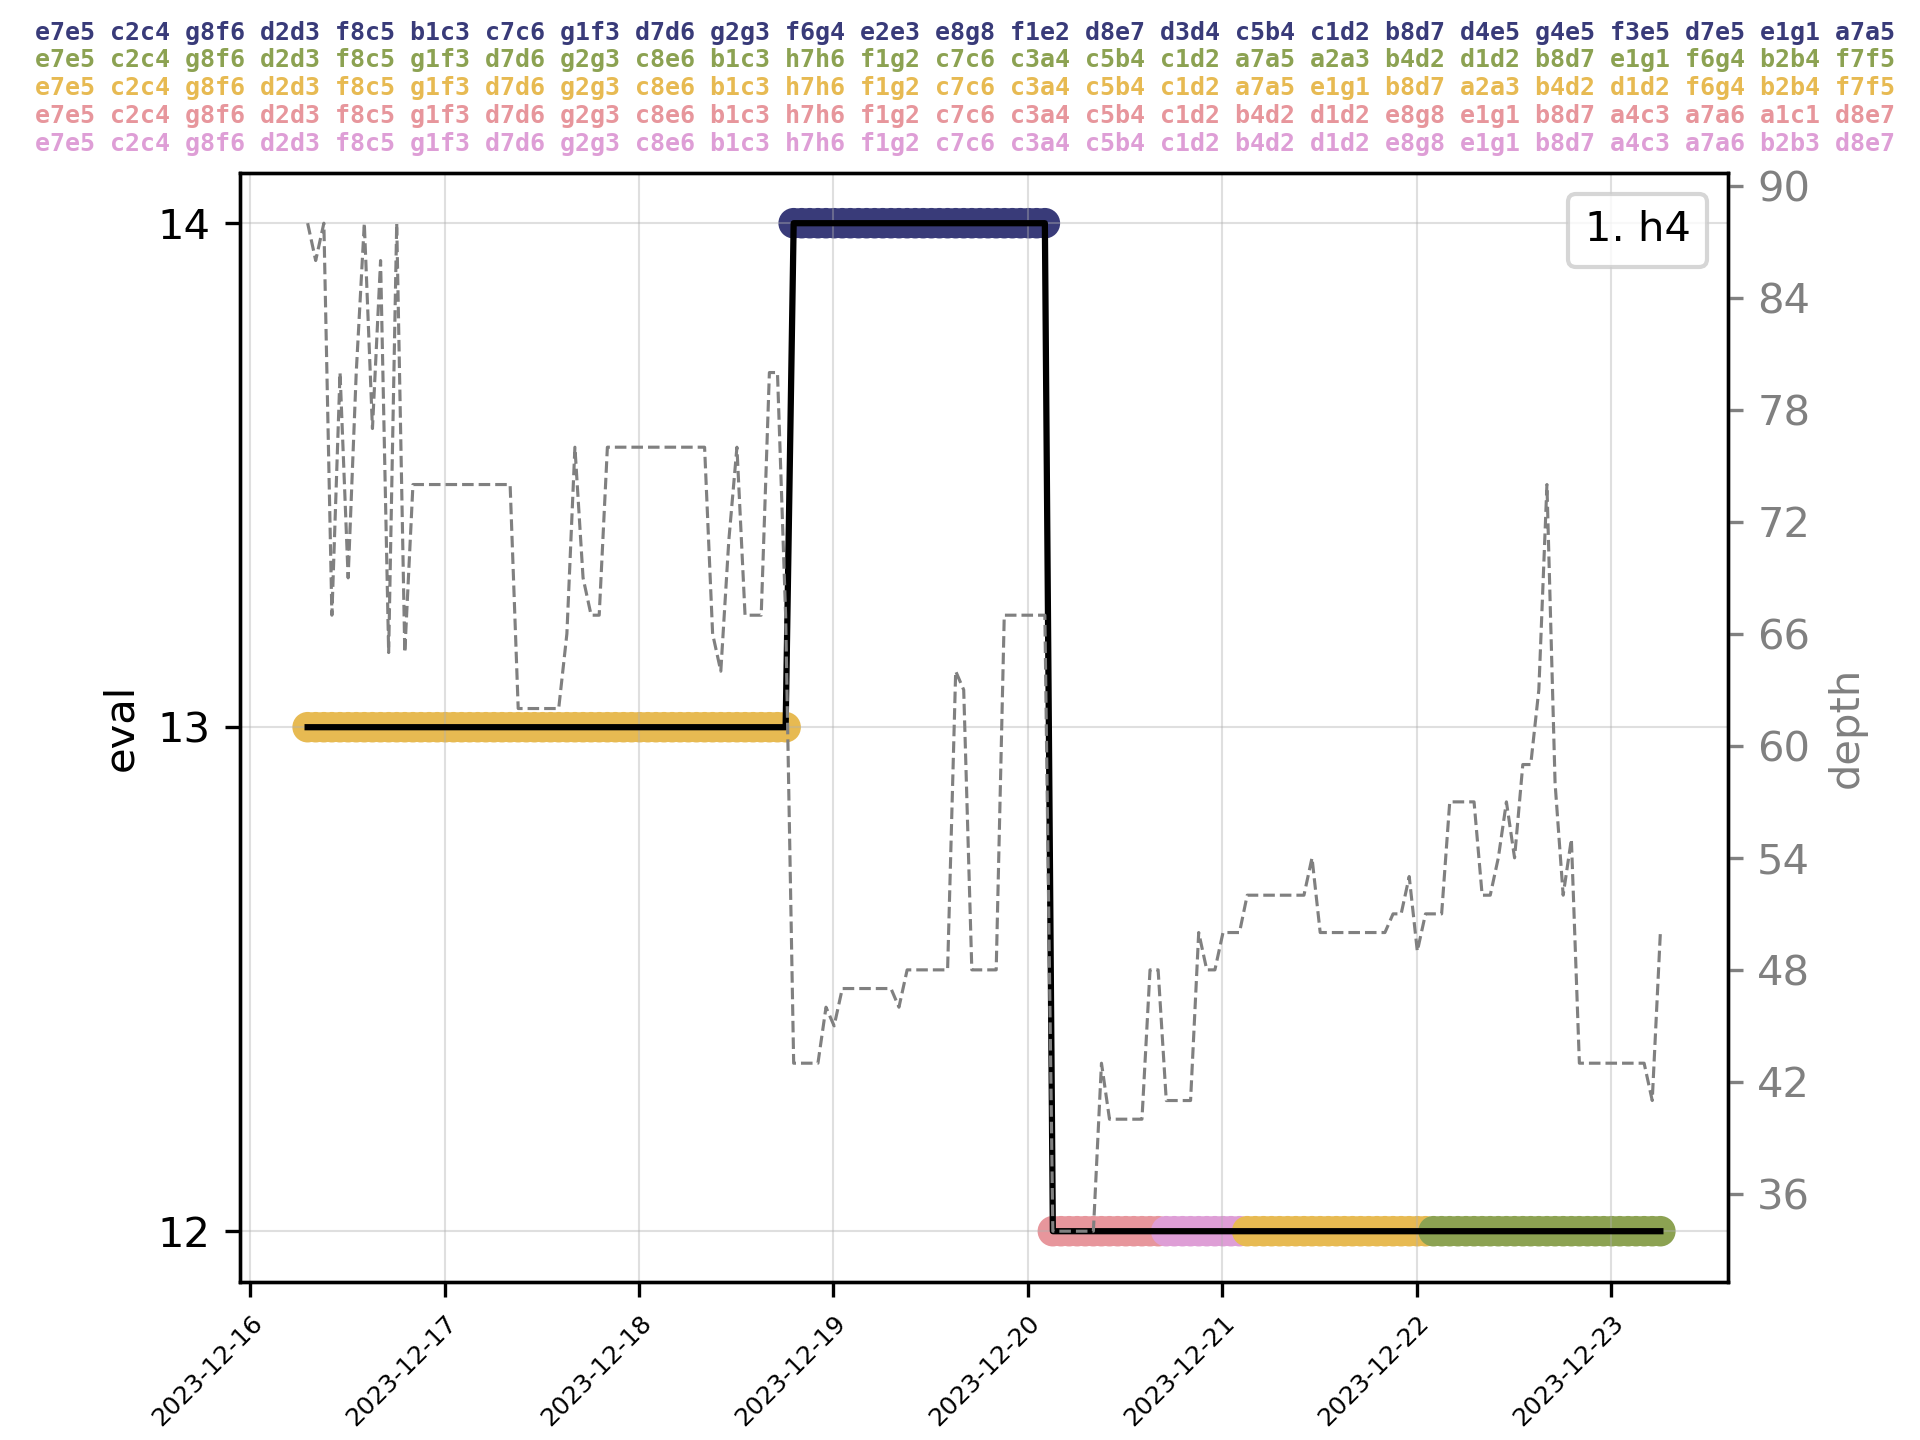 e7e5 c2c4 g8f6 d2d3 f8c5 b1c3 c7c6 g1f3 d7d6 g2g3 f6g4 e2e3 e8g8 f1e2 d8e7 d3d4 c5b4 c1d2 b8d7 d4e5 g4e5 f3e5 d7e5 e1g1 a7a5
e7e5 c2c4 g8f6 d2d3 f8c5 g1f3 d7d6 g2g3 c8e6 b1c3 h7h6 f1g2 c7c6 c3a4 c5b4 c1d2 a7a5 a2a3 b4d2 d1d2 b8d7 e1g1 f6g4 b2b4 f7f5
e7e5 c2c4 g8f6 d2d3 f8c5 g1f3 d7d6 g2g3 c8e6 b1c3 h7h6 f1g2 c7c6 c3a4 c5b4 c1d2 a7a5 e1g1 b8d7 a2a3 b4d2 d1d2 f6g4 b2b4 f7f5
e7e5 c2c4 g8f6 d2d3 f8c5 g1f3 d7d6 g2g3 c8e6 b1c3 h7h6 f1g2 c7c6 c3a4 c5b4 c1d2 b4d2 d1d2 e8g8 e1g1 b8d7 a4c3 a7a6 a1c1 d8e7
e7e5 c2c4 g8f6 d2d3 f8c5 g1f3 d7d6 g2g3 c8e6 b1c3 h7h6 f1g2 c7c6 c3a4 c5b4 c1d2 b4d2 d1d2 e8g8 e1g1 b8d7 a4c3 a7a6 b2b3 d8e7
1. h4
14
13
12
eval
90
84
78
72
66
60
54
48
42
36
depth
2023-12-16
2023-12-17
2023-12-18
2023-12-19
2023-12-20
2023-12-21
2023-12-22
2023-12-23